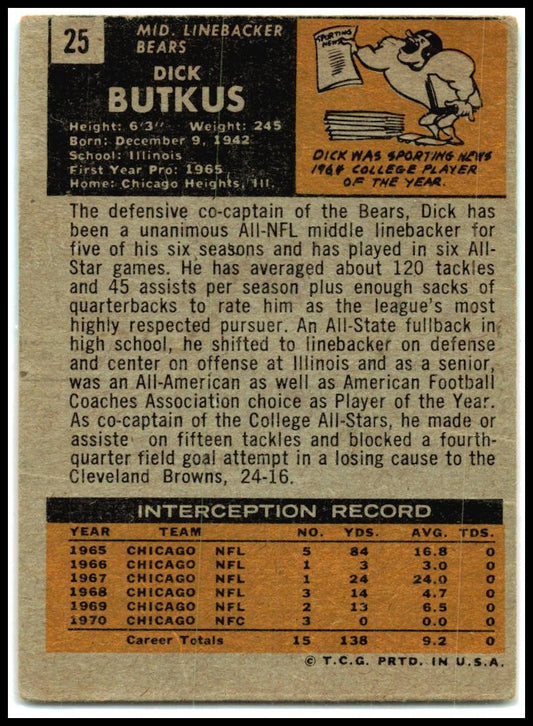 25
MID. LINEBACKER
BEARS
DICK
BUTKUS
Height: 6'3" Weight: 245
Born: December 9, 1942
School: Illinois
First Year Pro: 1965
Home: Chicago Heights, Ill.
SPORTING NEWS
DICK WAS SPORTING NEWS
1964 COLLEGE PLAYER
OF THE YEAR.
The defensive co-captain of the Bears, Dick has
been a unanimous All-NFL middle linebacker for
five of his six seasons and has played in six All-
Star games. He has averaged about 120 tackles
and 45 assists per season plus enough sacks of
quarterbacks to rate him as the league's most
highly respected pursuer. An All-State fullback in
high school, he shifted to linebacker on defense
and center on offense at Illinois and as a senior,
was an All-American as well as American Football
Coaches Association choice as Player of the Year.
As co-captain of the College All-Stars, he made or
assiste on fifteen tackles and blocked a fourth-
quarter field goal attempt in a losing cause to the
Cleveland Browns, 24-16.
INTERCEPTION RECORD
YEAR TEAM NO. YDS. AVG. TDS.
1965 CHICAGO NFL 5 84 16.8 0
1966 CHICAGO NFL 1 3 3.0 0
1967 CHICAGO NFL 1 24 24.0 0
1968 CHICAGO NFL 3 14 4.7 0
1969 CHICAGO NFL 2 13 6.5 0
1970 CHICAGO NFC 3 0 0.0 0
Career Totals 15 138 9.2 0
© T.C.G. PRTD. IN U.S.A.